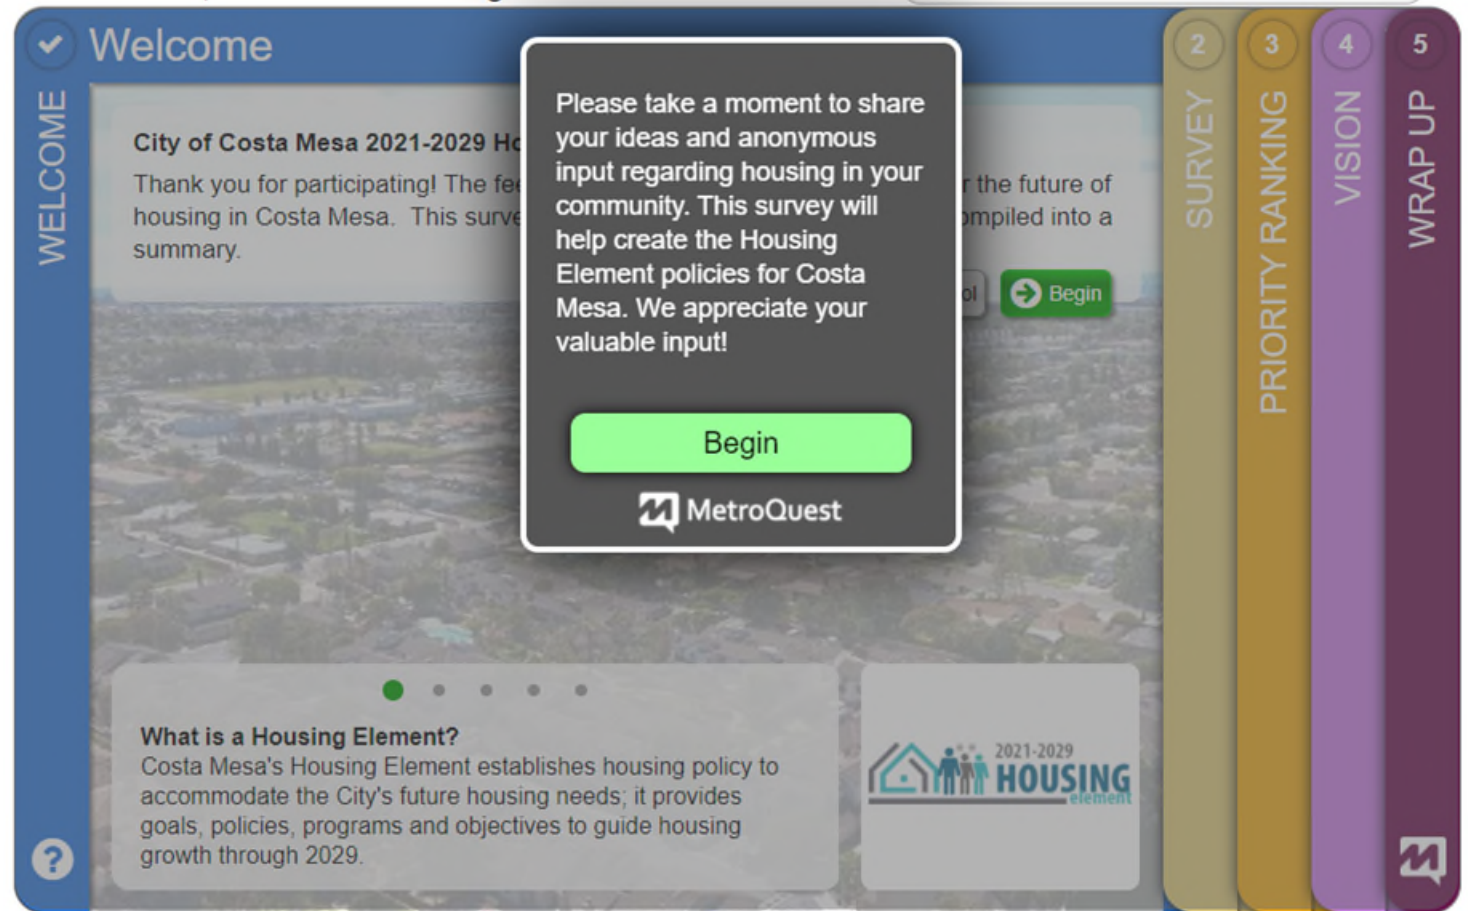 Welcome
WELCOME
City of Costa Mesa 2021-2029
Thank you for participating! The
r the future of
housing in Costa Mesa. This
ompiled into a
summary.
Begin
Please take a moment to share
your ideas and anonymous
input regarding housing in your
community. This survey will
help create the Housing
Element policies for Costa
Mesa. We appreciate your
valuable input!
Begin
MetroQuest
2
SURVEY
3
PRIORITY RANKING
4
VISION
5
WRAP UP
What is a Housing Element?
Costa Mesa's Housing Element establishes housing policy to
accommodate the City's future housing needs; it provides
goals, policies, programs and objectives to guide housing
growth through 2029.
2021-2029
HOUSING
element
?